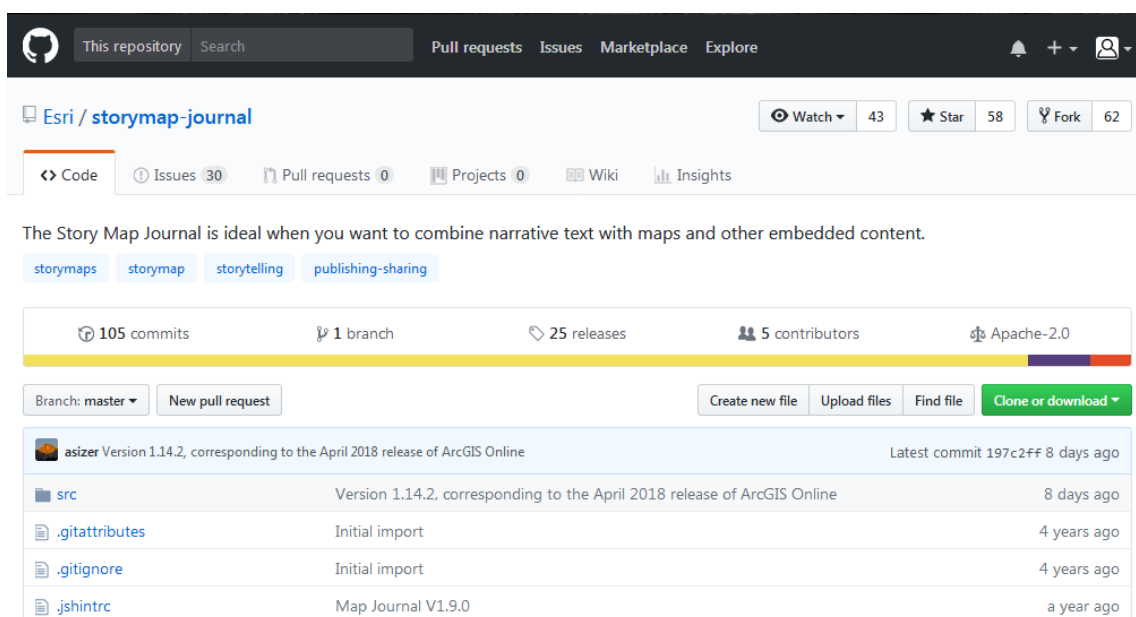 This repository Search Pull requests Issues Marketplace Explore
Esri / storymap-journal Watch 43 Star 58 Fork 62
Code Issues 30 Pull requests 0 Projects 0 Wiki Insights
The Story Map Journal is ideal when you want to combine narrative text with maps and other embedded content.
storymaps storymap storytelling publishing-sharing
105 commits 1 branch 25 releases 5 contributors Apache-2.0
Branch: master New pull request Create new file Upload files Find file Clone or download
asizer Version 1.14.2, corresponding to the April 2018 release of ArcGIS Online Latest commit 197c2ff 8 days ago
src Version 1.14.2, corresponding to the April 2018 release of ArcGIS Online 8 days ago
.gitattributes Initial import 4 years ago
.gitignore Initial import 4 years ago
.jshintrc Map Journal V1.9.0 a year ago